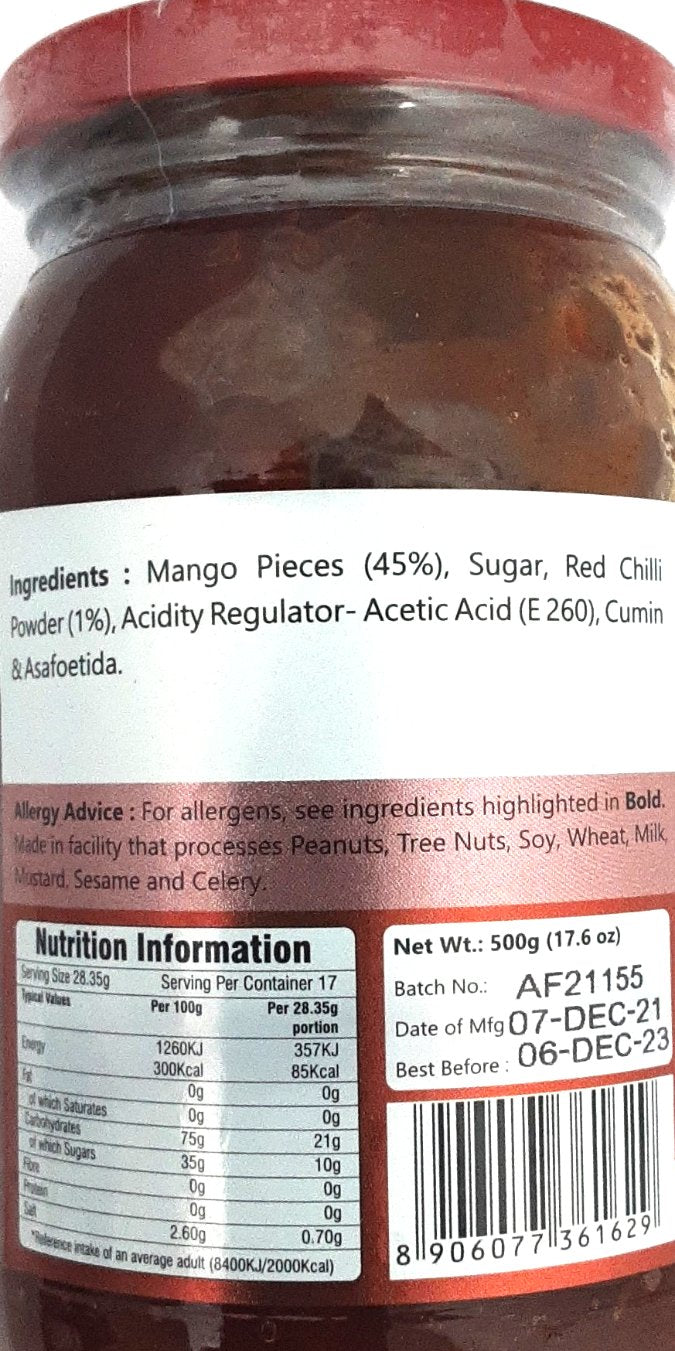 Ingredients : Mango Pieces (45%), Sugar, Red Chilli
Powder (1%), Acidity Regulator- Acetic Acid (E 260), Cumin
& Asafoetida.
Allergy Advice : For allergens, see ingredients highlighted in Bold.
Made in facility that processes Peanuts, Tree Nuts, Soy, Wheat, Milk,
Mustard, Sesame and Celery.
Nutrition Information
Serving Size 28.35g Serving Per Container 17
Typical Values Per 100g Per 28.35g
portion
Energy 1260KJ 357KJ
300Kcal 85Kcal
Fat 0g 0g
of which Saturates 0g 0g
Carbohydrates 75g 21g
of which Sugars 35g 10g
Fibre 0g 0g
Protein 0g 0g
Salt 2.60g 0.70g
*Reference intake of an average adult (8400KJ/2000Kcal)
Net Wt.: 500g (17.6 oz)
Batch No.: AF21155
Date of Mfg 07-DEC-21
Best Before : 06-DEC-23
8 906077 361629